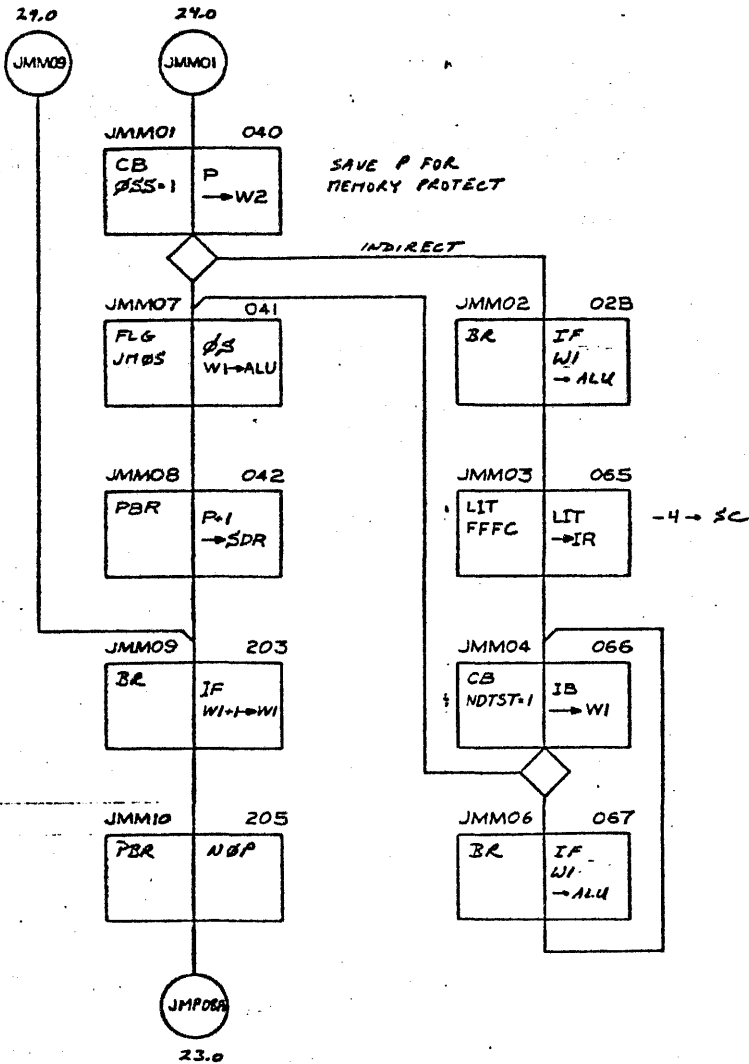 29.0
24.0
JMM09
JMM01
JMM01 040
CB
ØSS=1
P
→W2
SAVE P FOR
MEMORY PROTECT
INDIRECT
JMM07 041
FLG
JMØS
ØS
W1→ALU
JMM02 02B
BR
IF
W1
→ALU
JMM08 042
PBR
P+1
→SDR
JMM03 065
LIT
FFFC
LIT
→IR
-4→SC
JMM09 203
BR
IF
W1+1→W1
JMM04 066
CB
NDTST=1
IB
→W1
JMM10 205
PBR
NØP
JMM06 067
BR
IF
W1
→ALU
23.0